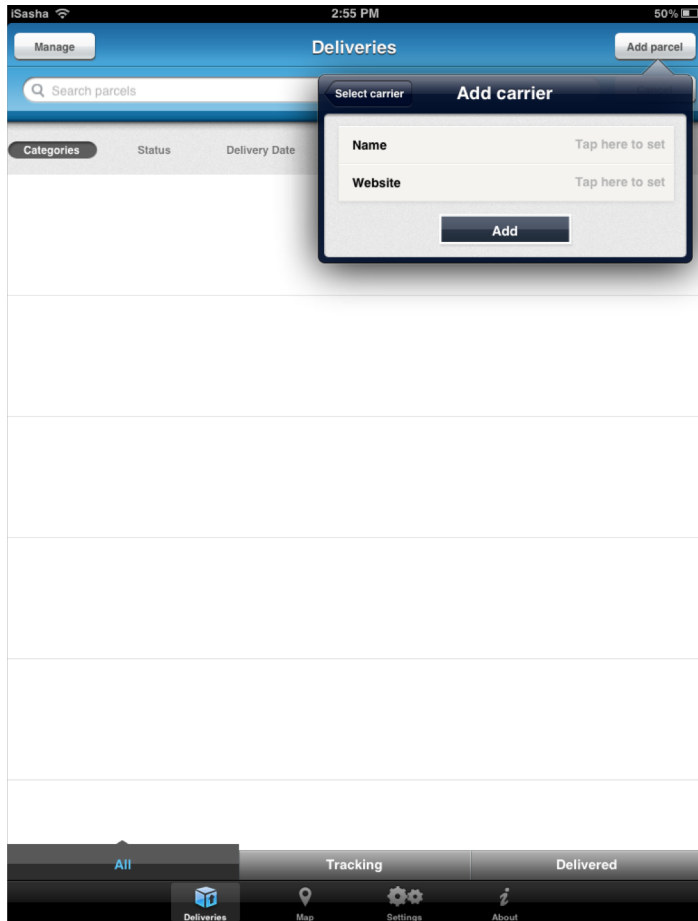 iSasha 2:55 PM 50%
Manage Deliveries Add parcel
Search parcels
Select carrier Add carrier
Categories Status Delivery Date
Name Tap here to set
Website Tap here to set
Add
All Tracking Delivered
Deliveries Map Settings About